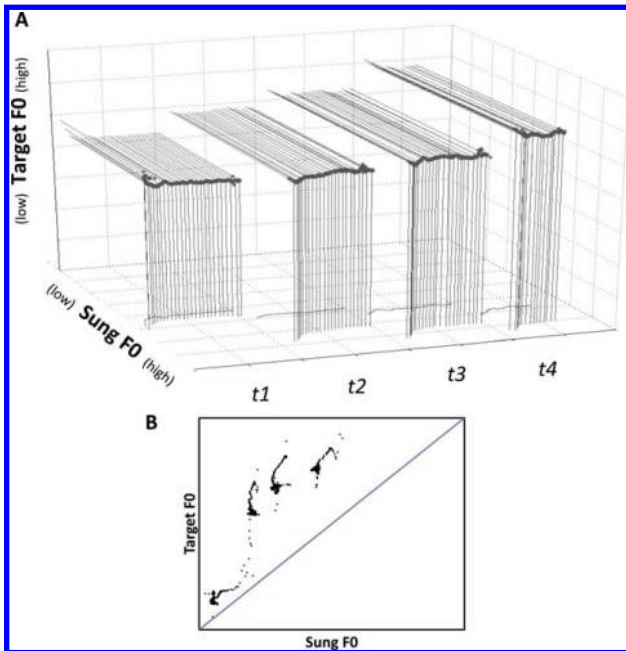 A
Target F0 (high)
(low)
(low) Sung F0 (high)
t1
t2
t3
t4
B
Target F0
Sung F0